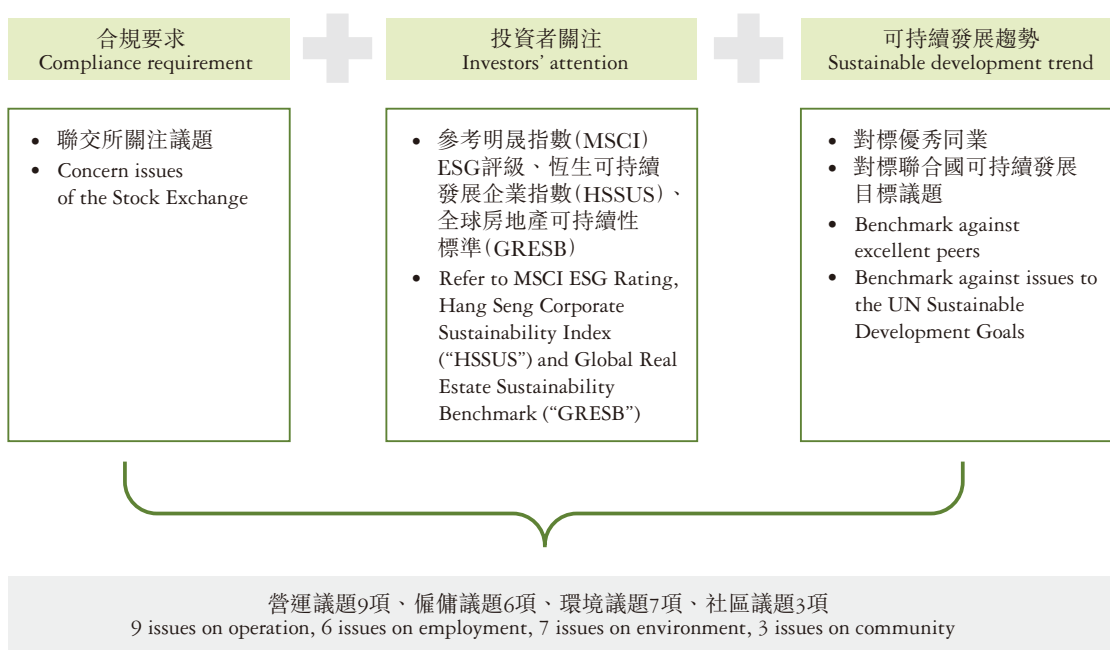 合規要求
Compliance requirement
投資者關注
Investors’ attention
可持續發展趨勢
Sustainable development trend
• 聯交所關注議題
• Concern issues
of the Stock Exchange
• 參考明晟指數(MSCI)
ESG評級、恆生可持續
發展企業指數(HSSUS)、
全球房地產可持續性
標準(GRESB)
• Refer to MSCI ESG Rating,
Hang Seng Corporate
Sustainability Index
(“HSSUS”) and Global Real
Estate Sustainability
Benchmark (“GRESB”)
• 對標優秀同業
• 對標聯合國可持續發展
目標議題
• Benchmark against
excellent peers
• Benchmark against issues to
the UN Sustainable
Development Goals
營運議題9項、僱傭議題6項、環境議題7項、社區議題3項
9 issues on operation, 6 issues on employment, 7 issues on environment, 3 issues on community